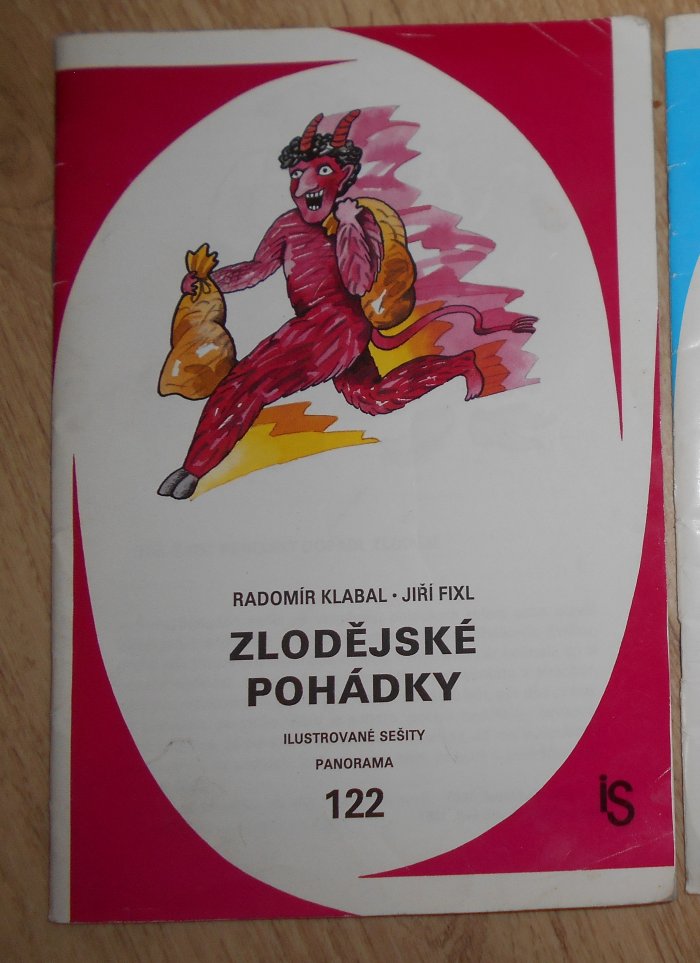 RADOMÍR KLABAL • JIŘÍ FIXL
ZLODĚJSKÉ
POHÁDKY
ILUSTROVANÉ SEŠITY
PANORAMA
122
iS